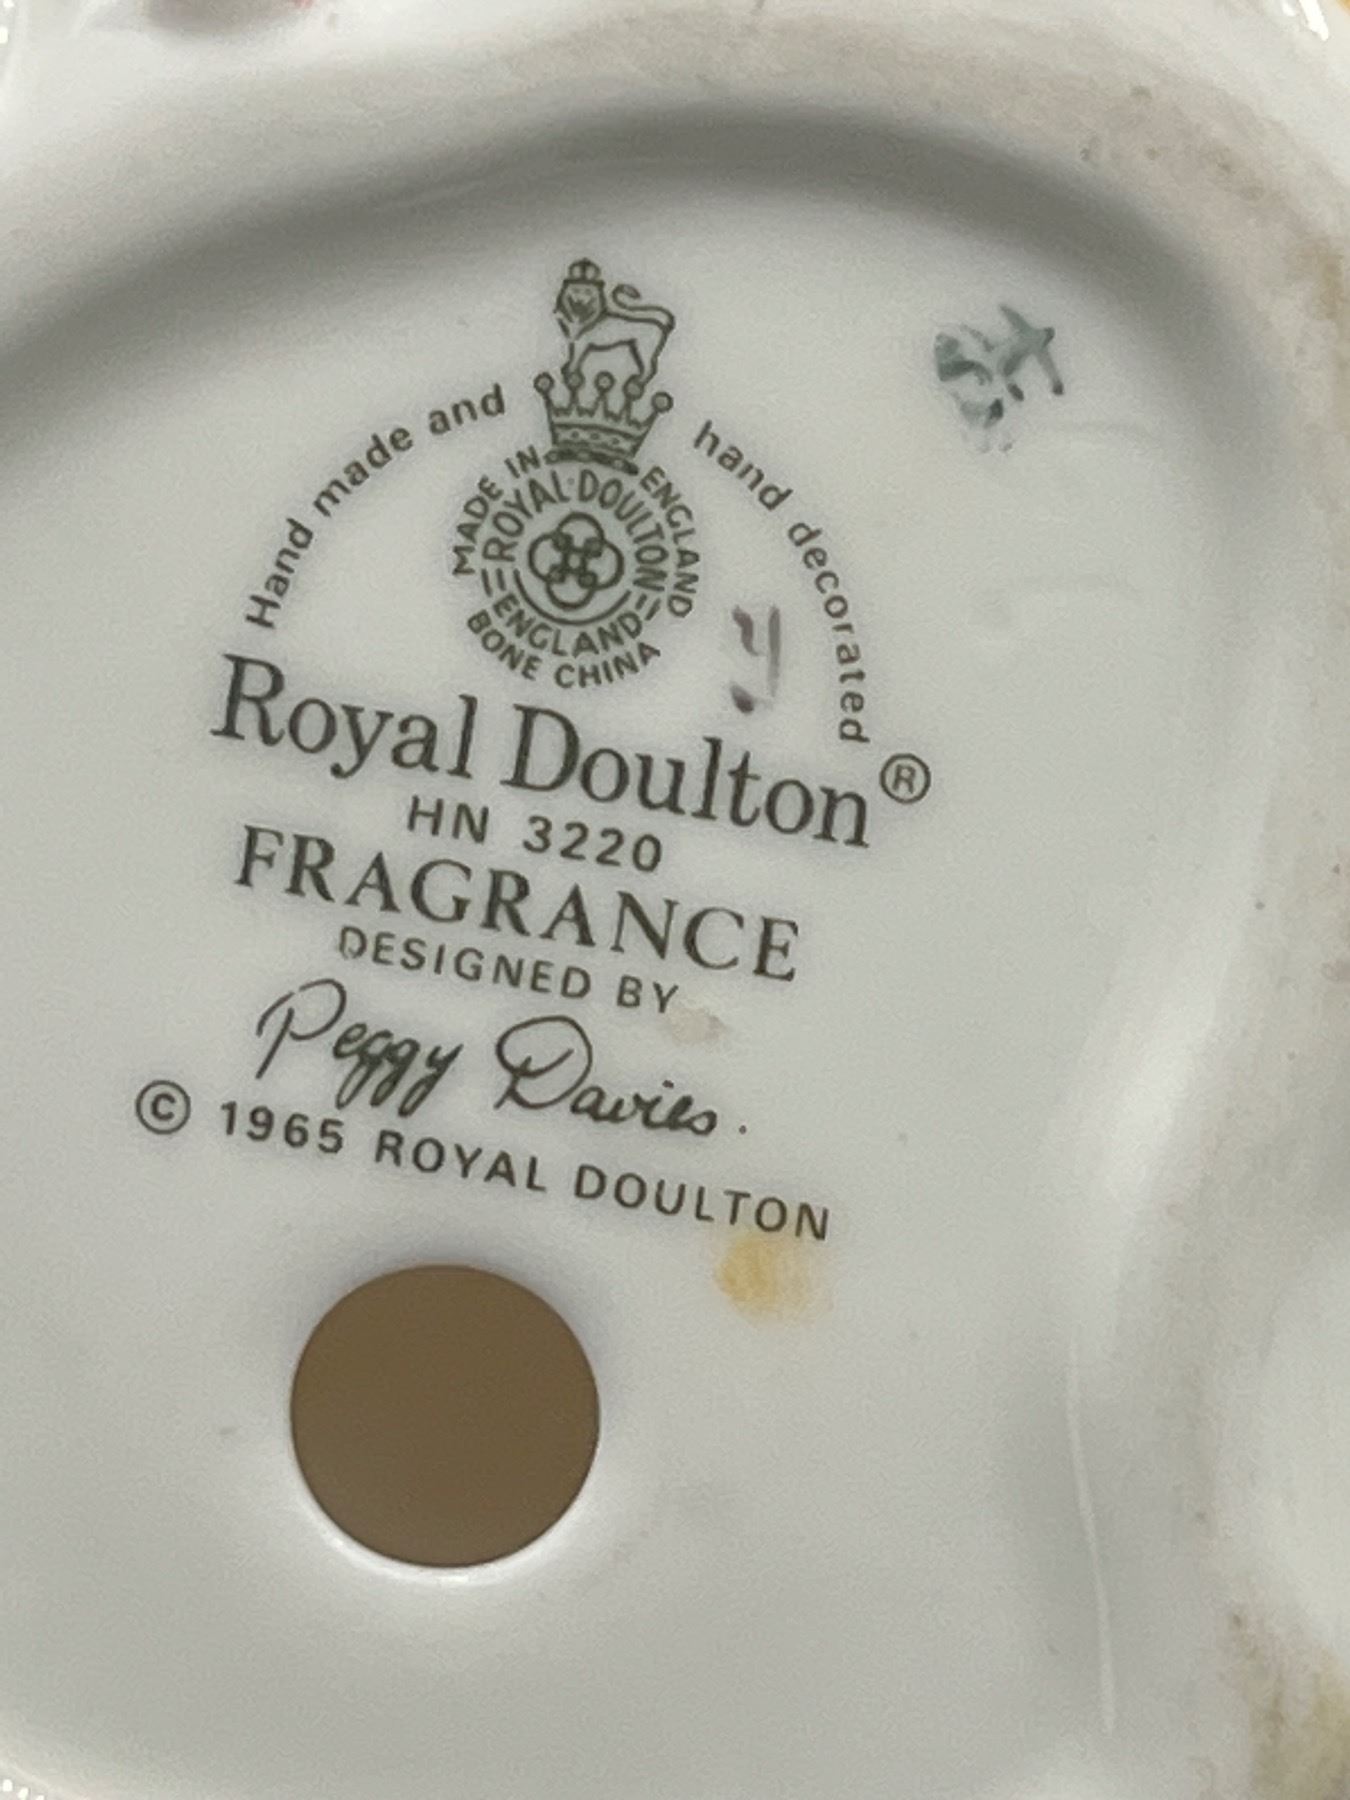 Hand made and hand decorated
MADE IN ENGLAND
ROYAL·DOULTON
ENGLAND
BONE CHINA
Royal Doulton®
HN 3220
FRAGRANCE
DESIGNED BY
Peggy Davies.
© 1965 ROYAL DOULTON